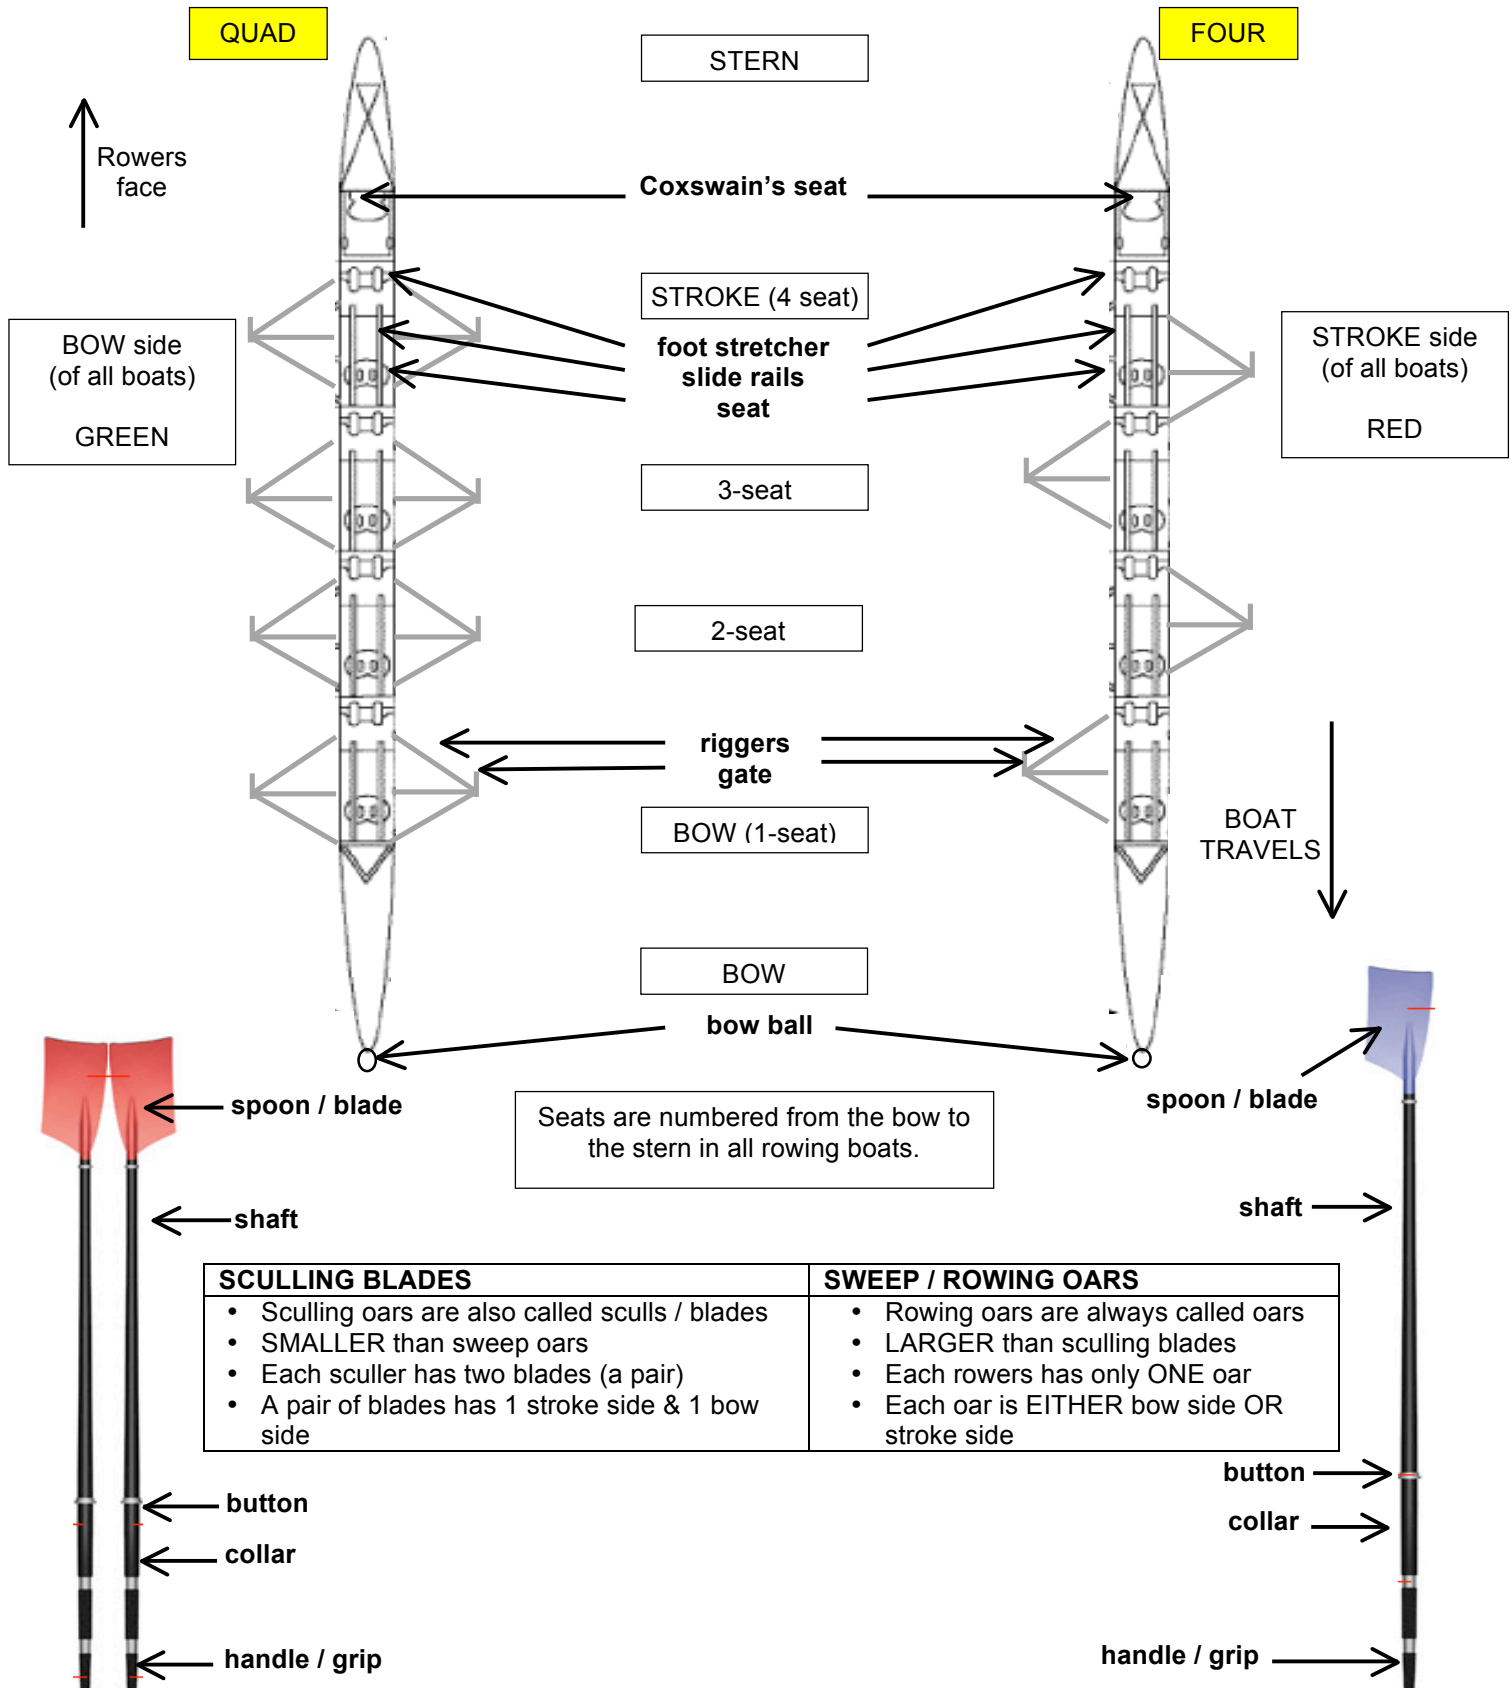 QUAD
FOUR
STERN
Rowers
face
Coxswain's seat
STROKE (4 seat)
BOW side
(of all boats)
GREEN
foot stretcher
slide rails
seat
STROKE side
(of all boats)
RED
3-seat
2-seat
riggers
gate
BOW (1-seat)
BOAT
TRAVELS
BOW
bow ball
spoon / blade
spoon / blade
Seats are numbered from the bow to
the stern in all rowing boats.
shaft
shaft
SCULLING BLADES
• Sculling oars are also called sculls / blades
• SMALLER than sweep oars
• Each sculler has two blades (a pair)
• A pair of blades has 1 stroke side & 1 bow
side
SWEEP / ROWING OARS
• Rowing oars are always called oars
• LARGER than sculling blades
• Each rowers has only ONE oar
• Each oar is EITHER bow side OR
stroke side
button
button
collar
collar
handle / grip
handle / grip